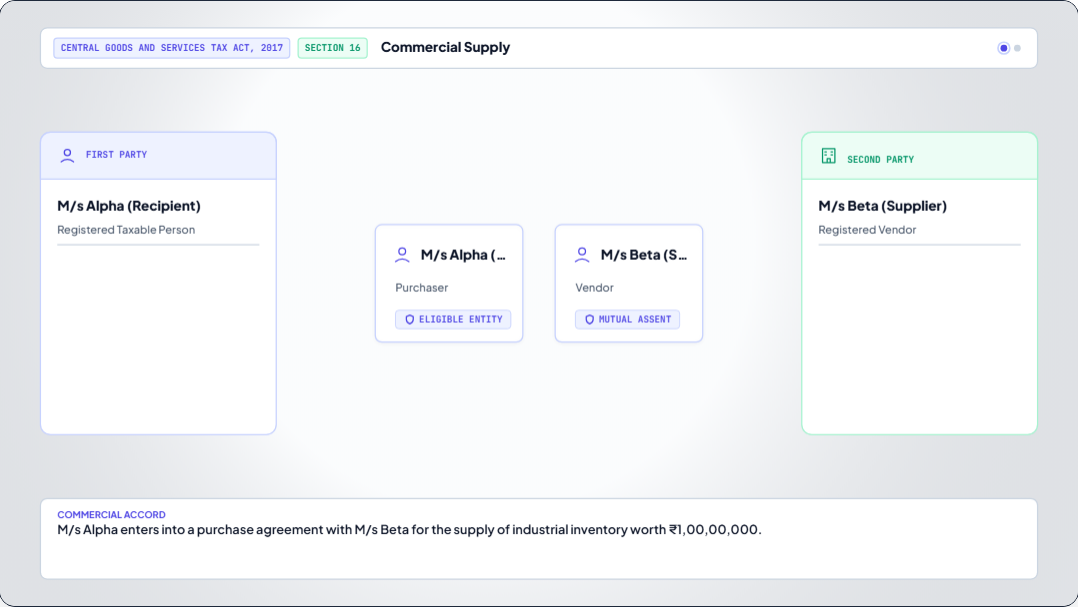 CENTRAL GOODS AND SERVICES TAX ACT, 2017
SECTION 16
Commercial Supply
FIRST PARTY
M/s Alpha (Recipient)
Registered Taxable Person
M/s Alpha (...
Purchaser
ELIGIBLE ENTITY
M/s Beta (S...
Vendor
MUTUAL ASSENT
SECOND PARTY
M/s Beta (Supplier)
Registered Vendor
COMMERCIAL ACCORD
M/s Alpha enters into a purchase agreement with M/s Beta for the supply of industrial inventory worth ₹1,00,00,000.